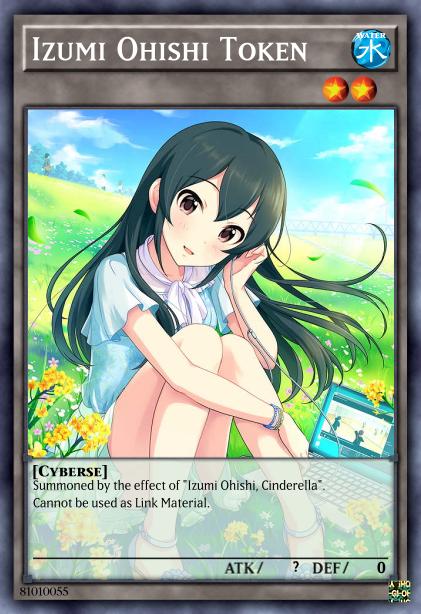 Izumi Ohishi Token
WATER
水
[Cyberse]
Summoned by the effect of "Izumi Ohishi, Cinderella".
Cannot be used as Link Material.
ATK/ ? DEF/ 0
81010055